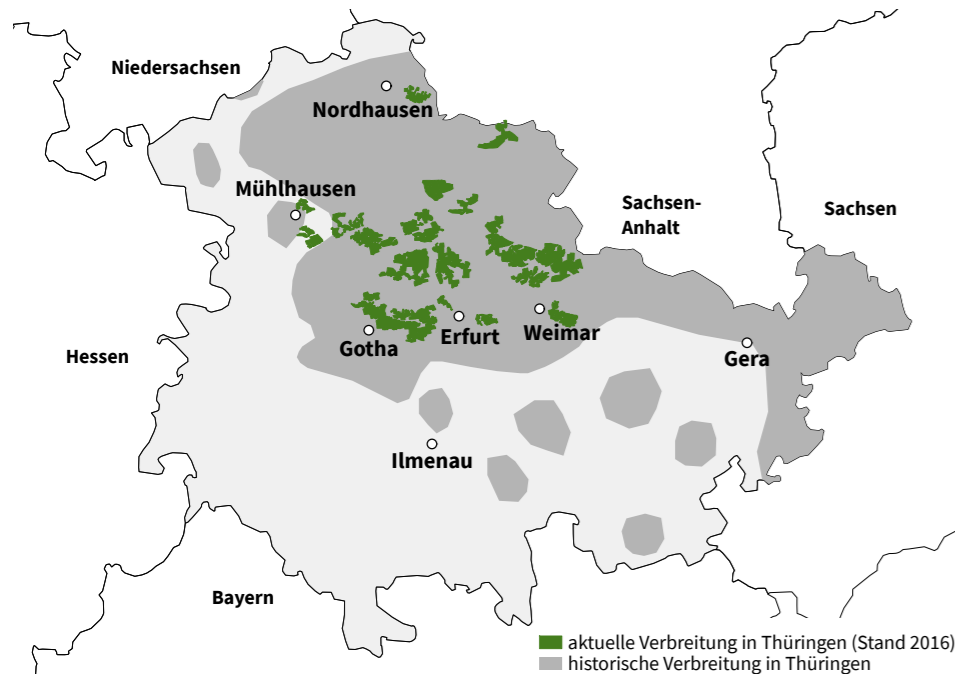 Niedersachsen
Nordhausen
Mühlhausen
Sachsen-
Anhalt
Sachsen
Hessen
Gotha
Erfurt
Weimar
Gera
Ilmenau
Bayern
aktuelle Verbreitung in Thüringen (Stand 2016)
historische Verbreitung in Thüringen